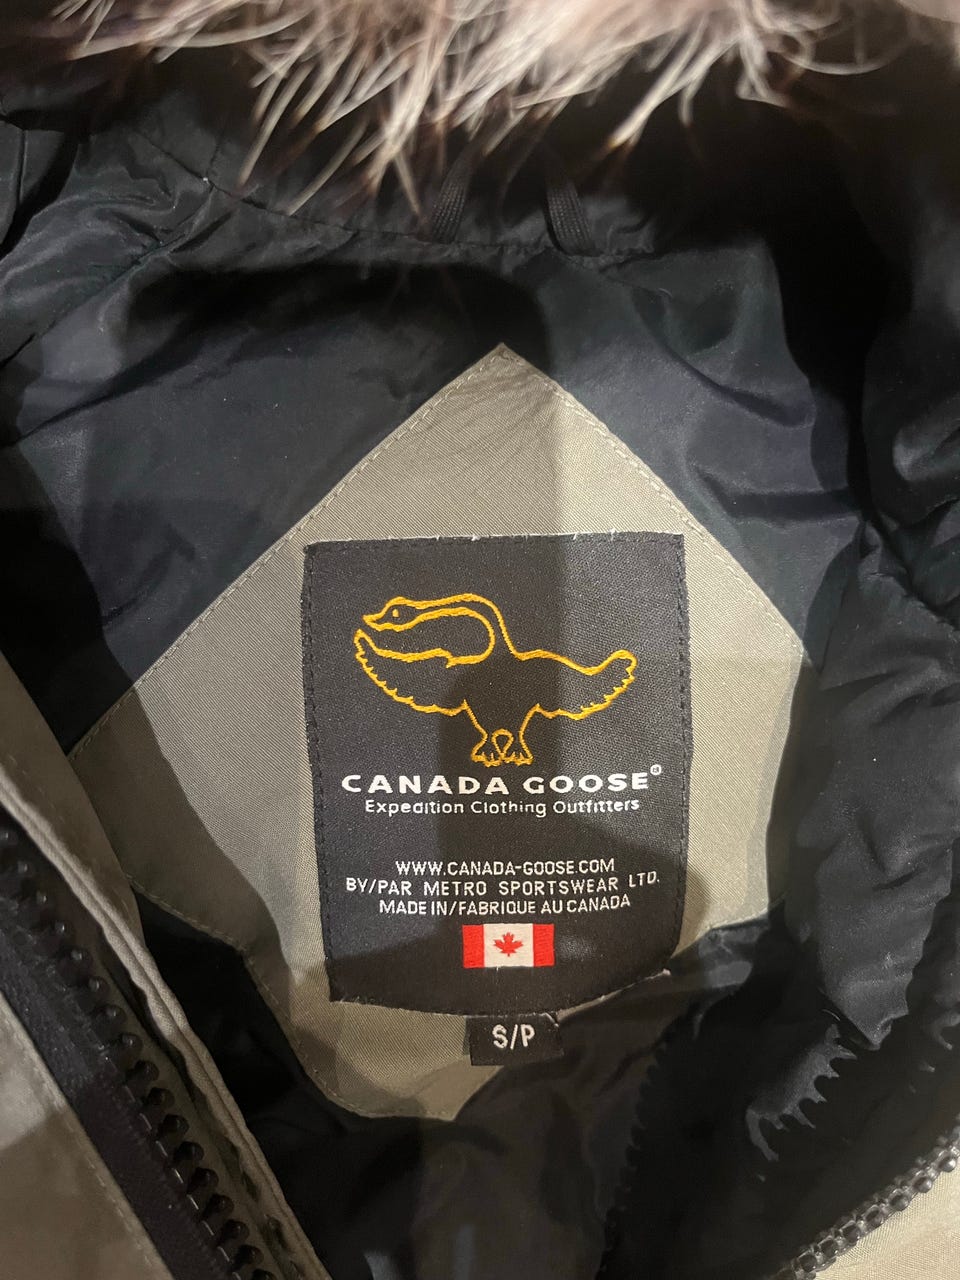 CANADA GOOSE®
Expedition Clothing Outfitters
WWW.CANADA-GOOSE.COM
BY/PAR METRO SPORTSWEAR LTD.
MADE IN/FABRIQUE AU CANADA
S/P